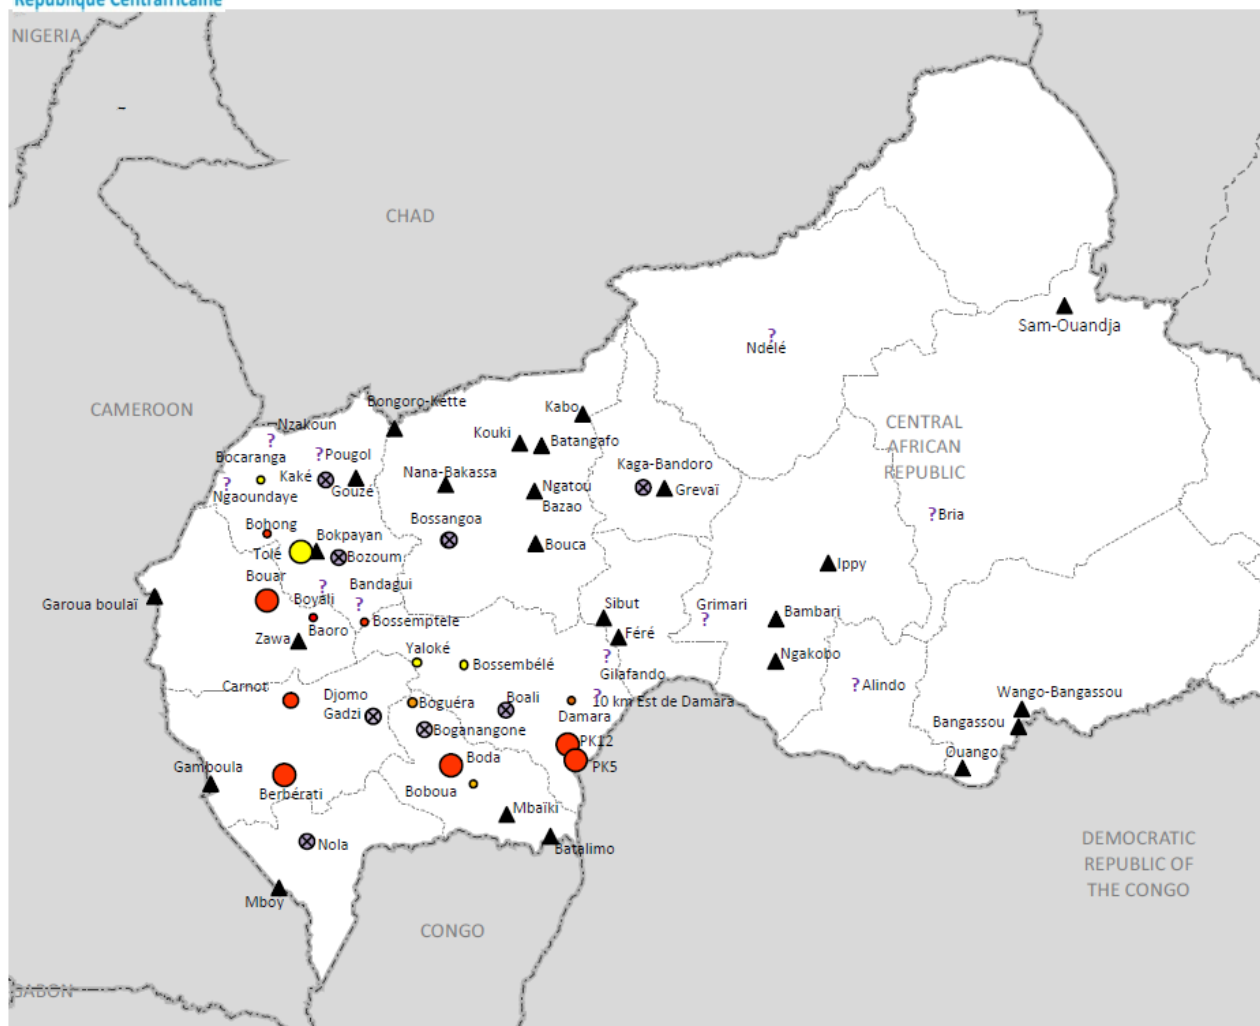 République Centrafricaine
NIGERIA
-
CHAD
Sam-Ouandja
?
Ndélé
CAMEROON
Bongoro-Kette
Kabo
Nzakoun
?
Kouki
Batangafo
CENTRAL
AFRICAN
REPUBLIC
?
Pougol
Bocaranga
Kaké
Gouzé
Nana-Bakassa
Kaga-Bandoro
Grevaï
?
Ngaoundaye
Ngatou
Bazao
Bohong
Bossangoa
?
Bria
Bokpayan
Tolé
Bozoum
Bouca
Ippy
Bouar
?
Bandagui
Garoua boulaï
Boyali
?
Sibut
Grimari
?
Bambari
Zawa
Baoro
Bossemptele
Féré
Yaloké
Bossembélé
?
Gilafando
Ngakobo
Carnot
Djomo
Gadzi
Boguéra
Boali
?
10 km Est de Damara
?
Alindo
Wango-Bangassou
Damara
Boganangone
Bangassou
PK12
Ouango
Gamboula
Berbérati
Boda
PK5
Boboua
Mbaïki
Nola
Batalimo
DEMOCRATIC
REPUBLIC OF
THE CONGO
Mboy
CONGO
GABON